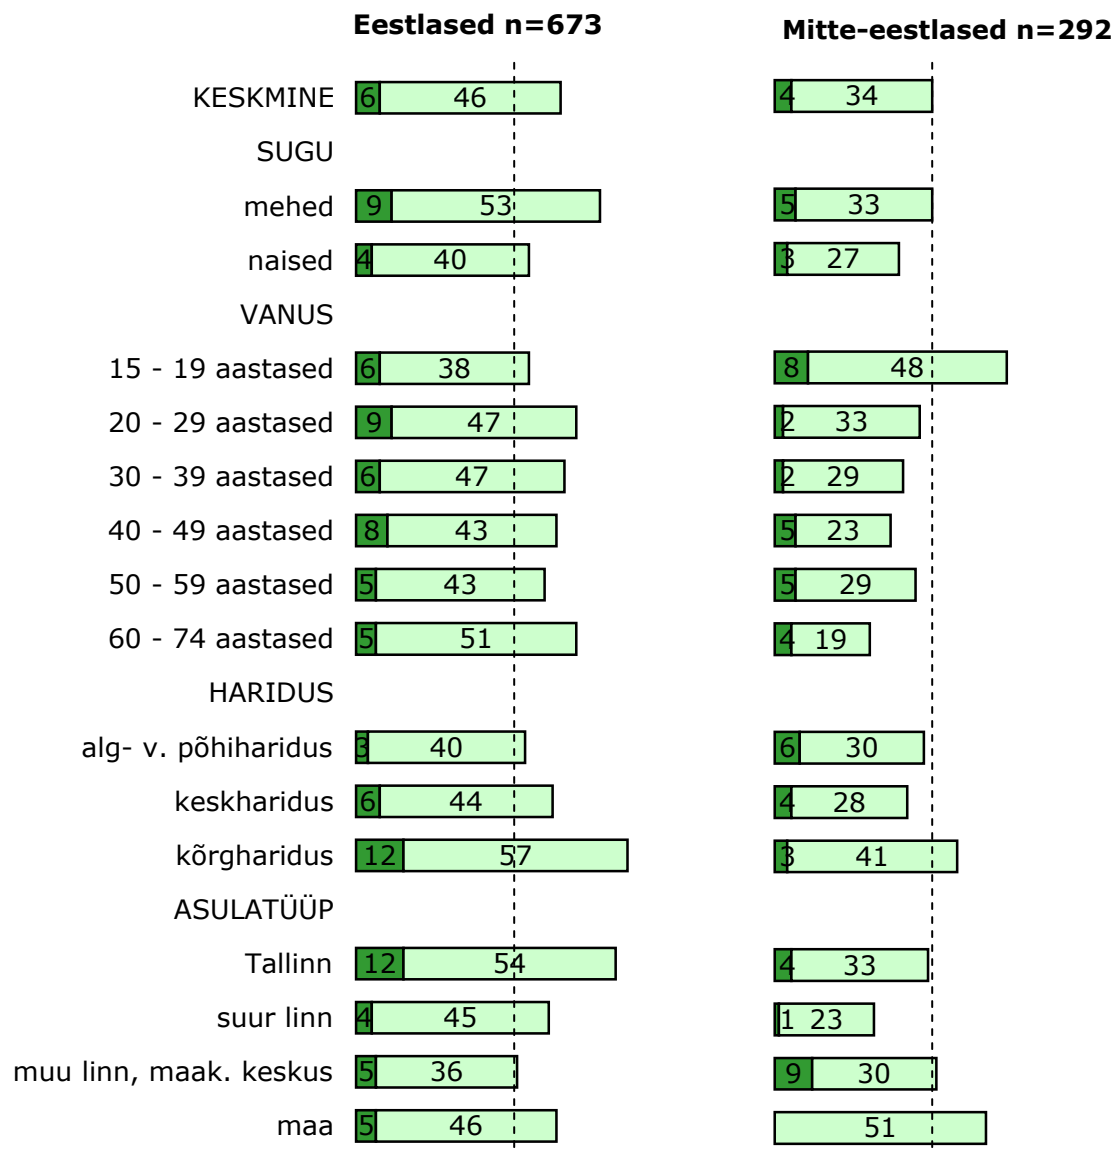 Eestlased n=673 Mitte-eestlased n=292
KESKMINE 6 46 4 34
SUGU
mehed 9 53 5 33
naised 4 40 3 27
VANUS
15 - 19 aastased 6 38 8 48
20 - 29 aastased 9 47 2 33
30 - 39 aastased 6 47 2 29
40 - 49 aastased 8 43 5 23
50 - 59 aastased 5 43 5 29
60 - 74 aastased 5 51 4 19
HARIDUS
alg- v. põhiharidus 3 40 6 30
keskharidus 6 44 4 28
kõrgharidus 12 57 3 41
ASULATÜÜP
Tallinn 12 54 4 33
suur linn 4 45 1 23
muu linn, maak. keskus 5 36 9 30
maa 5 46 51